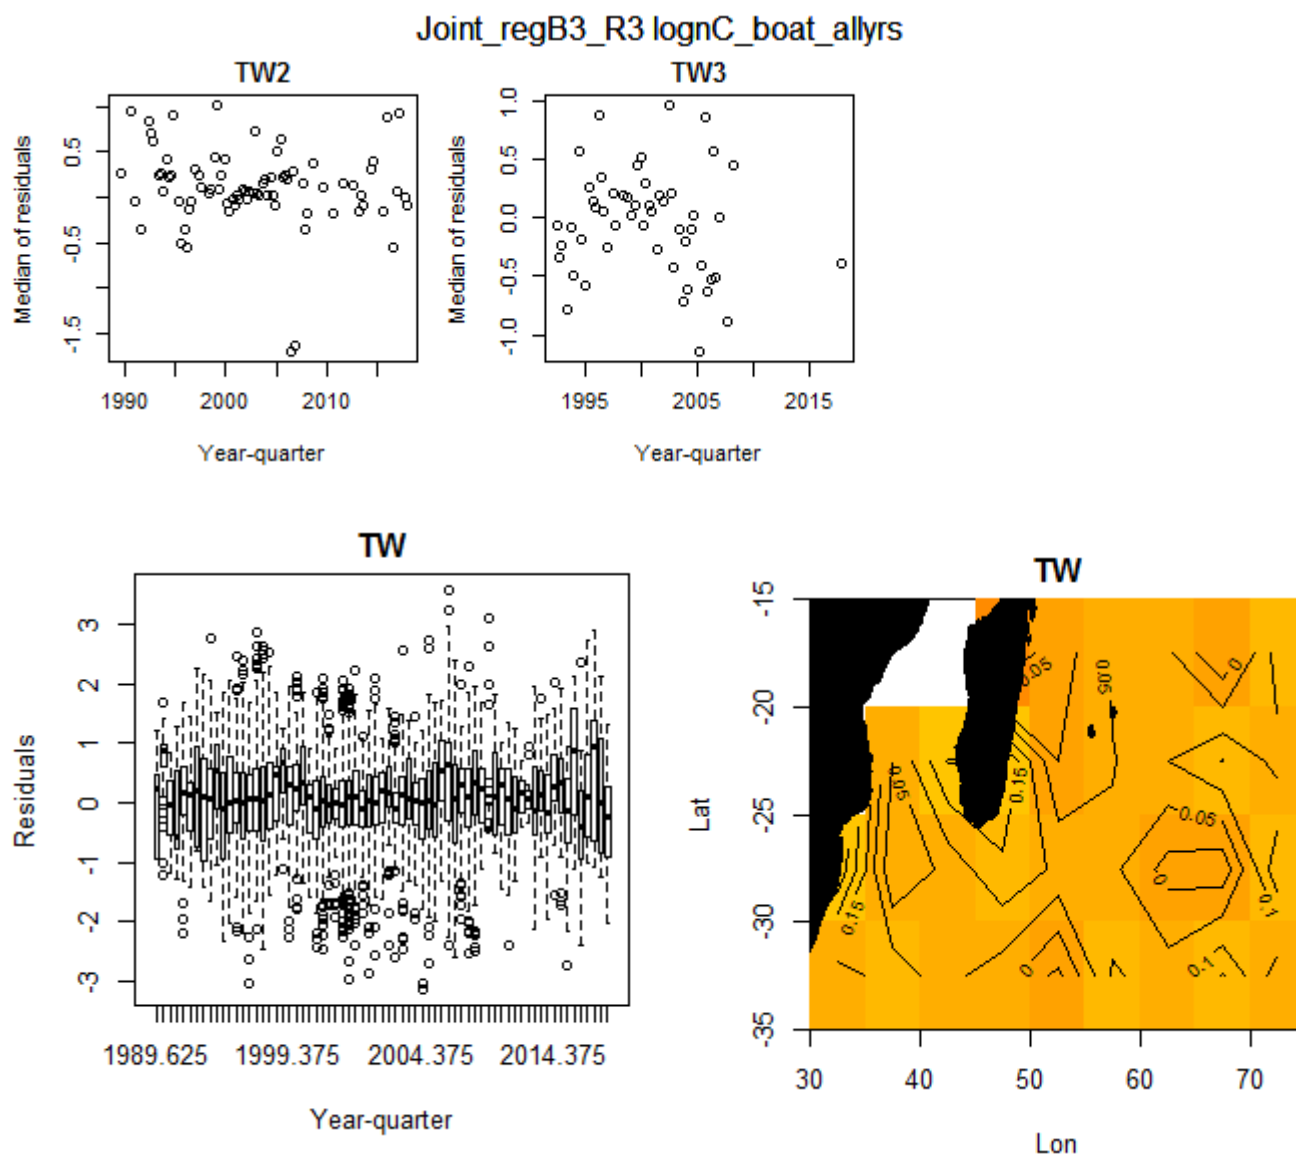 Joint_regB3_R3 lognC_boat_allyrs
TW2
Median of residuals
0.5
-0.5
-1.5
1990 2000 2010
Year-quarter
TW3
Median of residuals
1.0
0.5
0.0
-0.5
-1.0
1995 2005 2015
Year-quarter
TW
Residuals
3
2
1
0
-1
-2
-3
1989.625 1999.375 2004.375 2014.375
Year-quarter
TW
Lat
-15
-20
-25
-30
-35
0.05
0.05
0
0.05
0.15
0.05
0
0.15
0.1
0
0.1
30 40 50 60 70
Lon